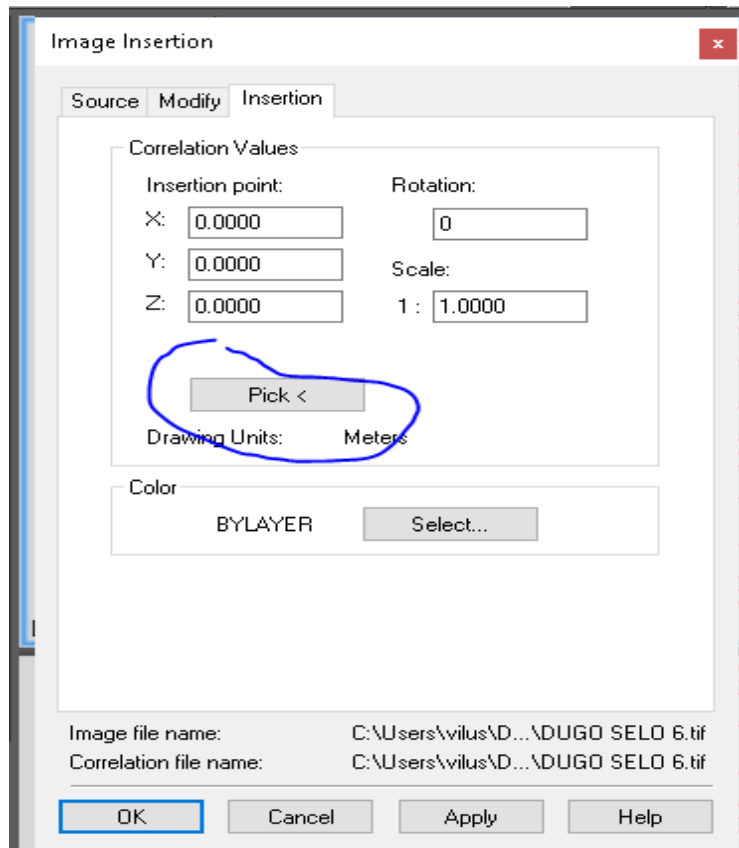 Image Insertion x
Source Modify Insertion
Correlation Values
Insertion point: Rotation:
X: 0.0000 0
Y: 0.0000 Scale:
Z: 0.0000 1 : 1.0000
Pick <
Drawing Units: Meters
Color
BYLAYER Select...
Image file name: C:\Users\vilus\D...\DUGO SELO 6.tif
Correlation file name: C:\Users\vilus\D...\DUGO SELO 6.tif
OK Cancel Apply Help